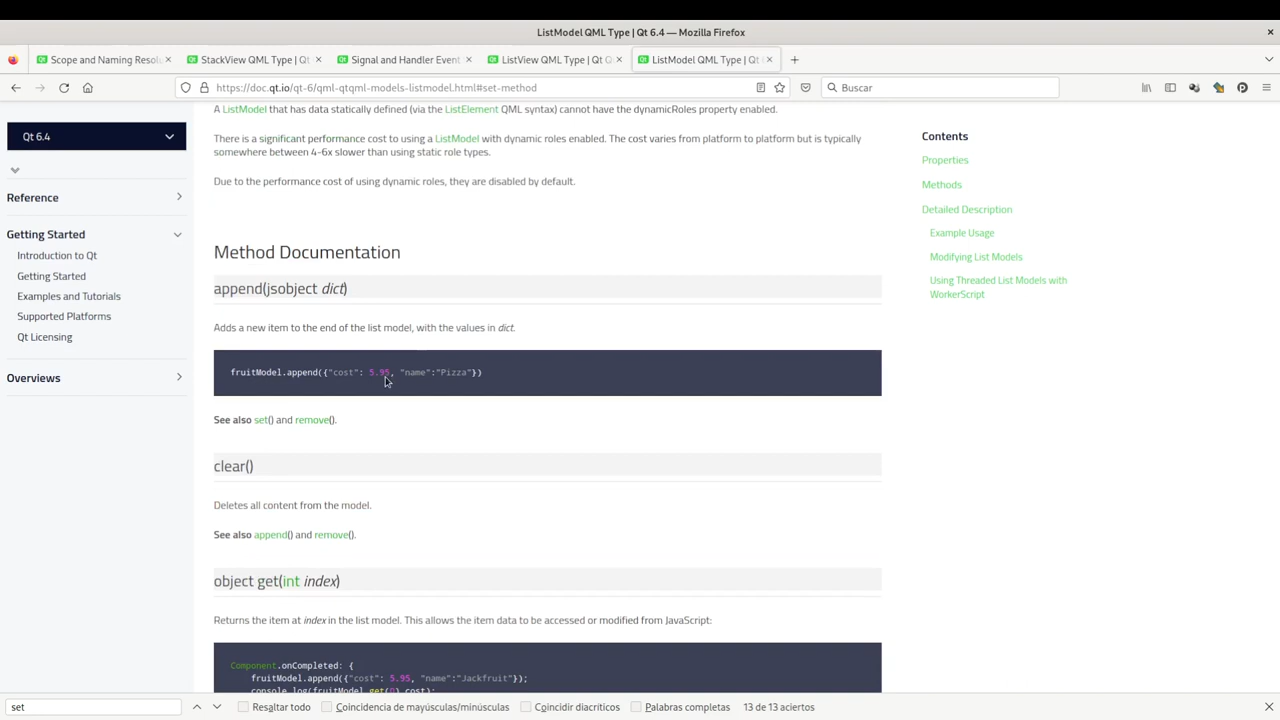 ListModel QML Type | Qt 6.4 — Mozilla Firefox
Scope and Naming Resol
StackView QML Type | Qt
Signal and Handler Event
ListView QML Type | Qt Q
ListModel QML Type | Qt
https://doc.qt.io/qt-6/qml-qtqml-models-listmodel.html#set-method
Buscar
A ListModel that has data statically defined (via the ListElement QML syntax) cannot have the dynamicRoles property enabled.
Qt 6.4
There is a significant performance cost to using a ListModel with dynamic roles enabled. The cost varies from platform to platform but is typically
somewhere between 4-6x slower than using static role types.
Due to the performance cost of using dynamic roles, they are disabled by default.
Reference
Getting Started
Introduction to Qt
Getting Started
Examples and Tutorials
Supported Platforms
Qt Licensing
Overviews
Contents
Properties
Methods
Detailed Description
Example Usage
Modifying List Models
Using Threaded List Models with
WorkerScript
Method Documentation
append(jsobject dict)
Adds a new item to the end of the list model, with the values in dict.
fruitModel.append({"cost": 5.95, "name":"Pizza"})
See also set() and remove().
clear()
Deletes all content from the model.
See also append() and remove().
object get(int index)
Returns the item at index in the list model. This allows the item data to be accessed or modified from JavaScript:
Component.onCompleted: {
fruitModel.append({"cost": 5.95, "name":"Jackfruit"});
console.log(fruitModel.get(0).cost);
set
Resaltar todo
Coincidencia de mayúsculas/minúsculas
Coincidir diacríticos
Palabras completas
13 de 13 aciertos